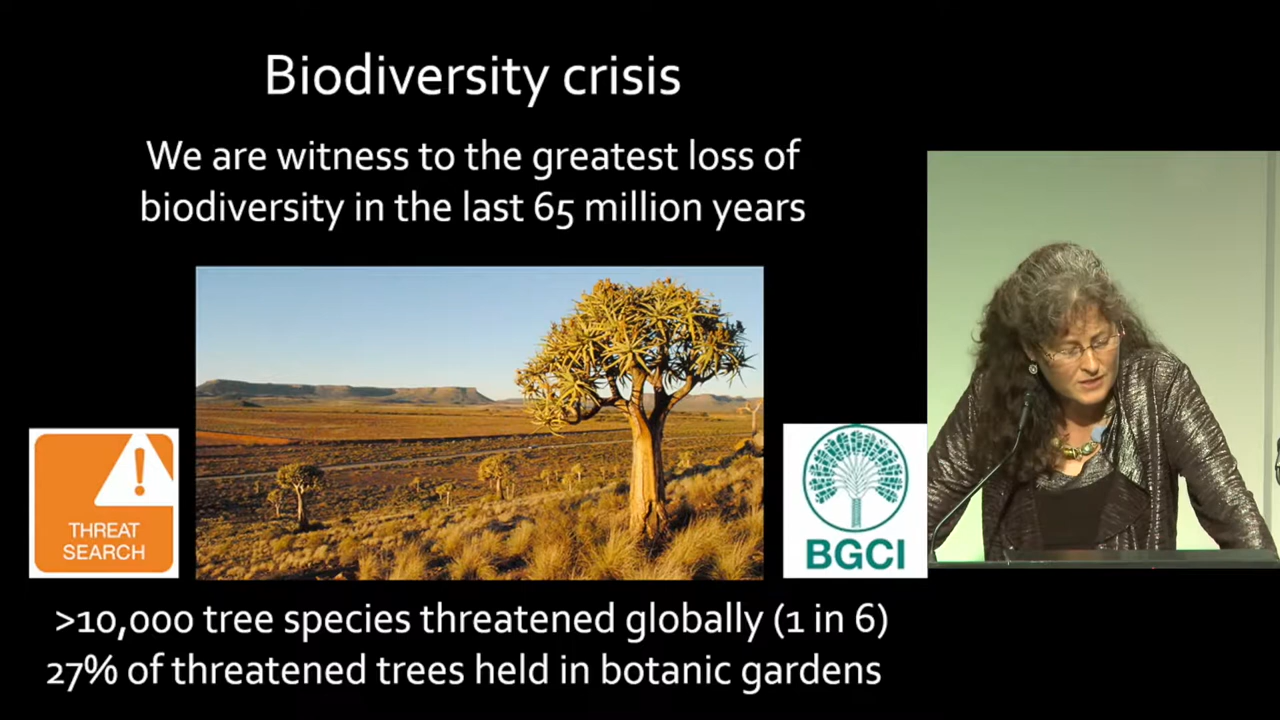 Biodiversity crisis
We are witness to the greatest loss of
biodiversity in the last 65 million years
!
THREAT
SEARCH
BGCI
>10,000 tree species threatened globally (1 in 6)
27% of threatened trees held in botanic gardens